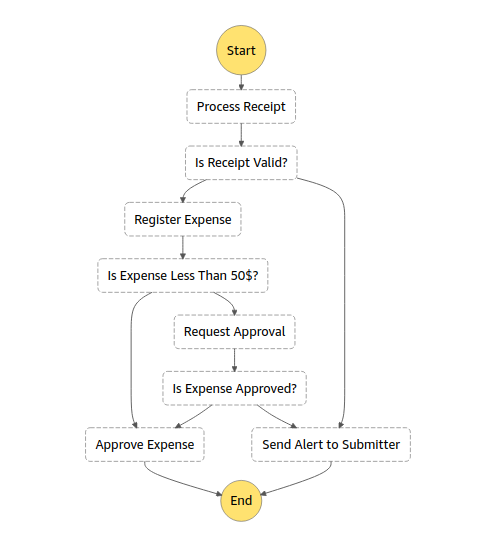 Start
Process Receipt
Is Receipt Valid?
Register Expense
Is Expense Less Than 50$?
Request Approval
Is Expense Approved?
Approve Expense
Send Alert to Submitter
End